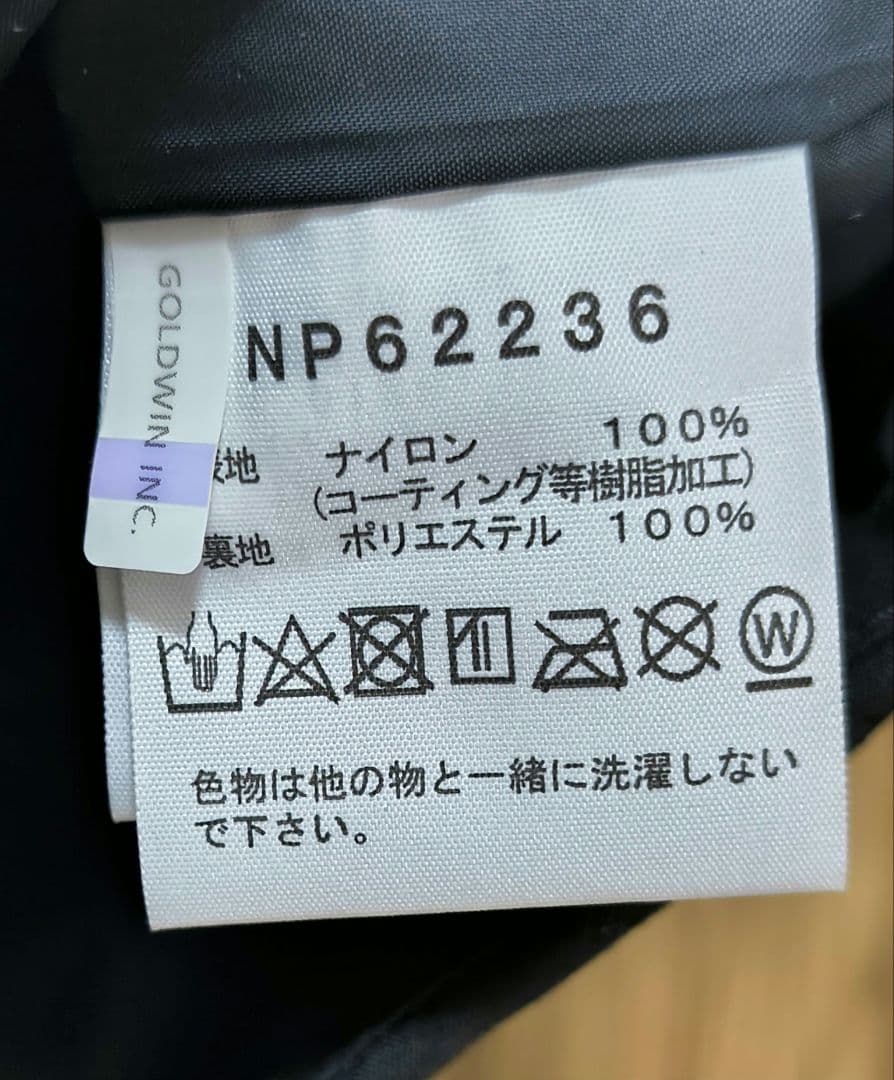 GOLDWIN INC.
NP62236
表地 ナイロン 100%
(コーティング等樹脂加工)
裏地 ポリエステル 100%
W
色物は他の物と一緒に洗濯しない
で下さい。